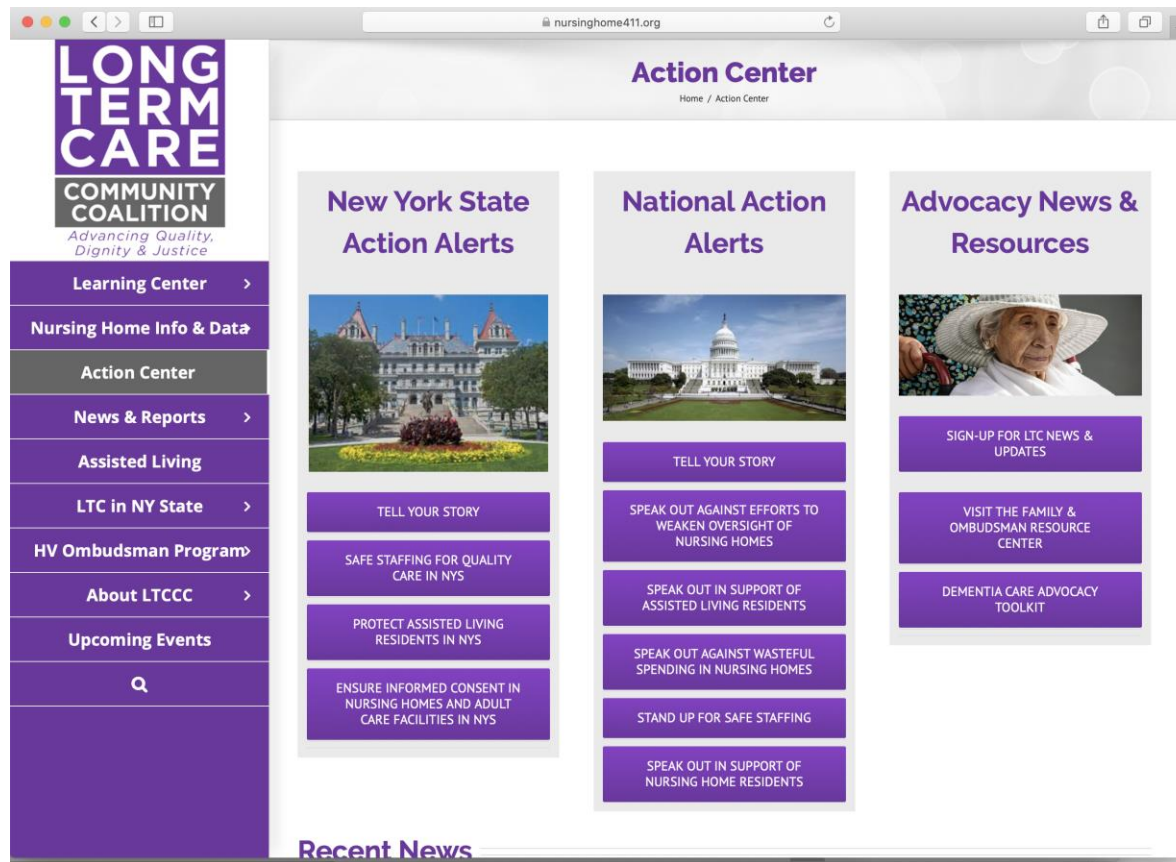 nursinghome411.org
LONG
TERM
CARE
COMMUNITY
COALITION
Advancing Quality,
Dignity & Justice
Learning Center
Nursing Home Info & Data
Action Center
News & Reports
Assisted Living
LTC in NY State
HV Ombudsman Program
About LTCCC
Upcoming Events
Action Center
Home / Action Center
New York State
Action Alerts
TELL YOUR STORY
SAFE STAFFING FOR QUALITY
CARE IN NYS
PROTECT ASSISTED LIVING
RESIDENTS IN NYS
ENSURE INFORMED CONSENT IN
NURSING HOMES AND ADULT
CARE FACILITIES IN NYS
National Action
Alerts
TELL YOUR STORY
SPEAK OUT AGAINST EFFORTS TO
WEAKEN OVERSIGHT OF
NURSING HOMES
SPEAK OUT IN SUPPORT OF
ASSISTED LIVING RESIDENTS
SPEAK OUT AGAINST WASTEFUL
SPENDING IN NURSING HOMES
STAND UP FOR SAFE STAFFING
SPEAK OUT IN SUPPORT OF
NURSING HOME RESIDENTS
Advocacy News &
Resources
SIGN-UP FOR LTC NEWS &
UPDATES
VISIT THE FAMILY &
OMBUDSMAN RESOURCE
CENTER
DEMENTIA CARE ADVOCACY
TOOLKIT
Recent News